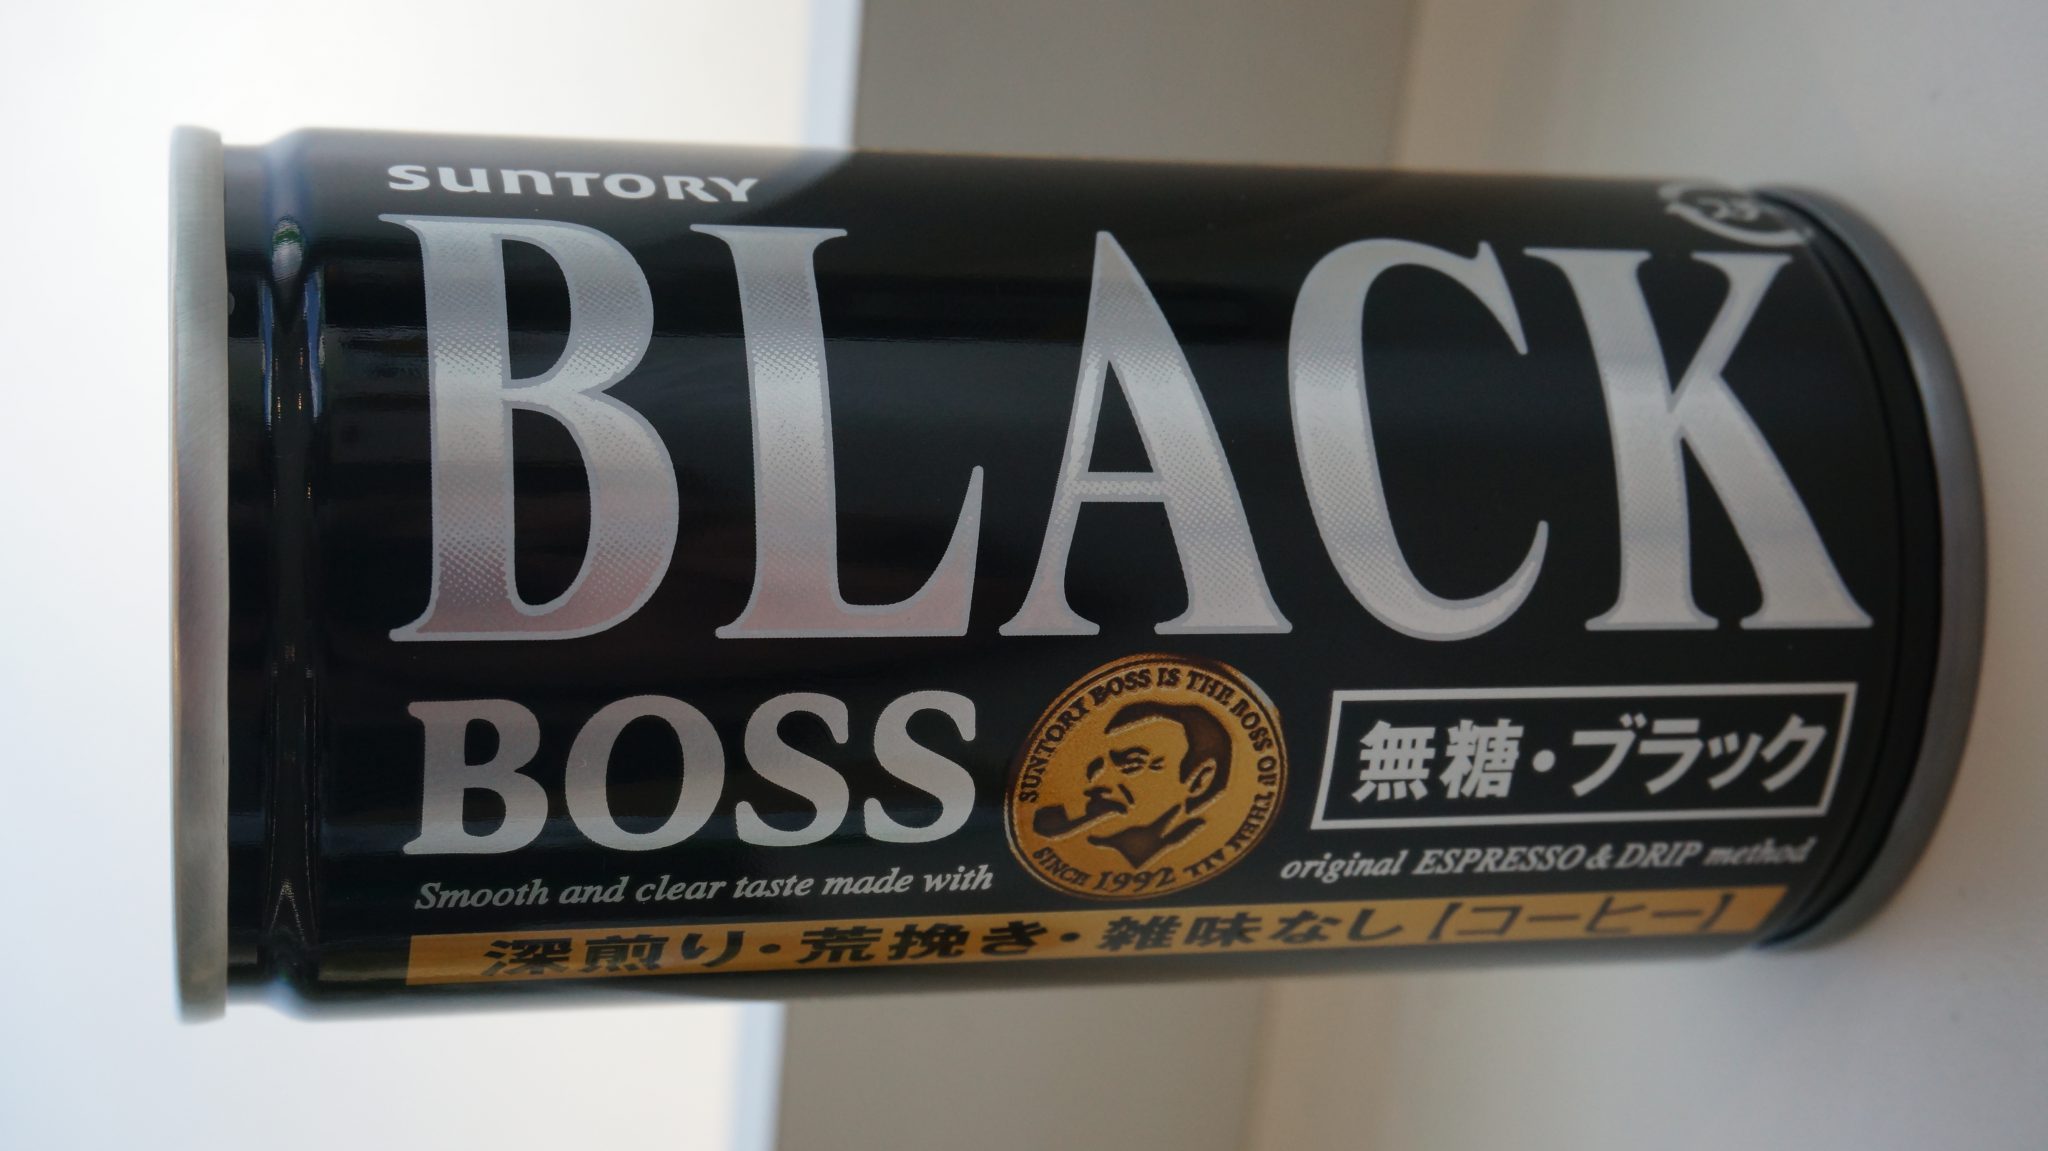 SUNTORY
BLACK
BOSS
SUNTORY BOSS IS THE BOSS OF THEM ALL
SINCE 1992
無糖・ブラック
Smooth and clear taste made with original ESPRESSO & DRIP method
深煎り・荒挽き・雑味なし【コーヒー】